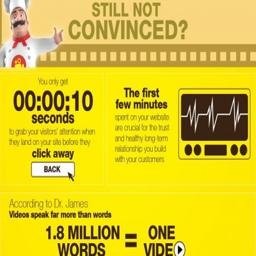 STILL NOT
CONVINCED?
You only get
00:00:10
seconds
to grab your visitors' attention when
they land on your site before they
click away
BACK
The first
few minutes
spent on your website
are crucial for the trust
and healthy long-term
relationship you build
with your customers
According to Dr. James
Videos speak far more than words
1.8 MILLION
WORDS
=
ONE
VIDEO